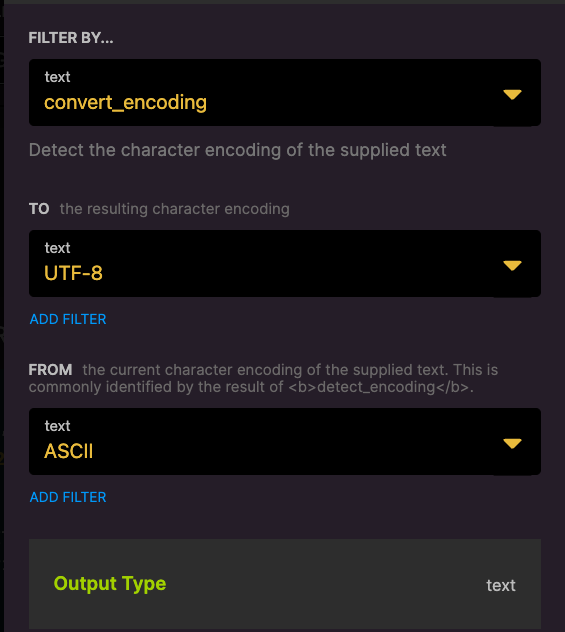 FILTER BY...
text
convert_encoding
Detect the character encoding of the supplied text
TO the resulting character encoding
text
UTF-8
ADD FILTER
FROM the current character encoding of the supplied text. This is
commonly identified by the result of <b>detect_encoding</b>.
text
ASCII
ADD FILTER
Output Type text